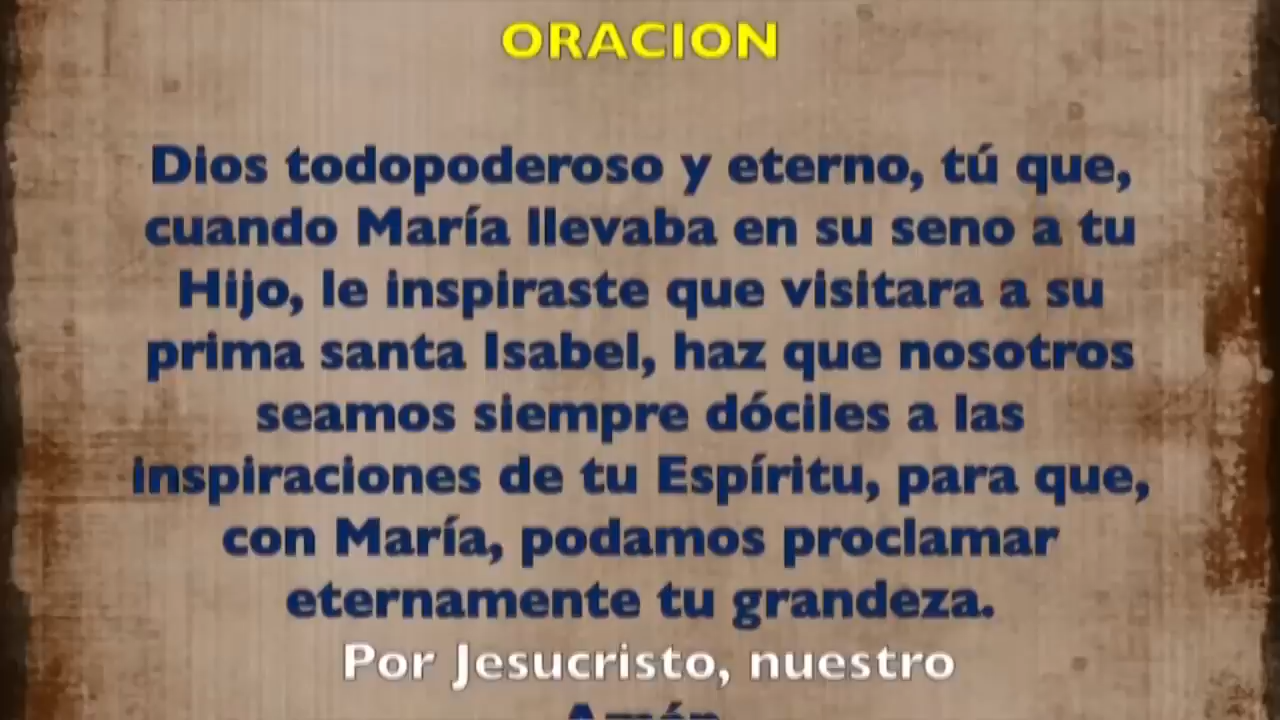 ORACION
Dios todopoderoso y eterno, tú que,
cuando María llevaba en su seno a tu
Hijo, le inspiraste que visitara a su
prima santa Isabel, haz que nosotros
seamos siempre dóciles a las
inspiraciones de tu Espíritu, para que,
con María, podamos proclamar
eternamente tu grandeza.
Por Jesucristo, nuestro
Amén